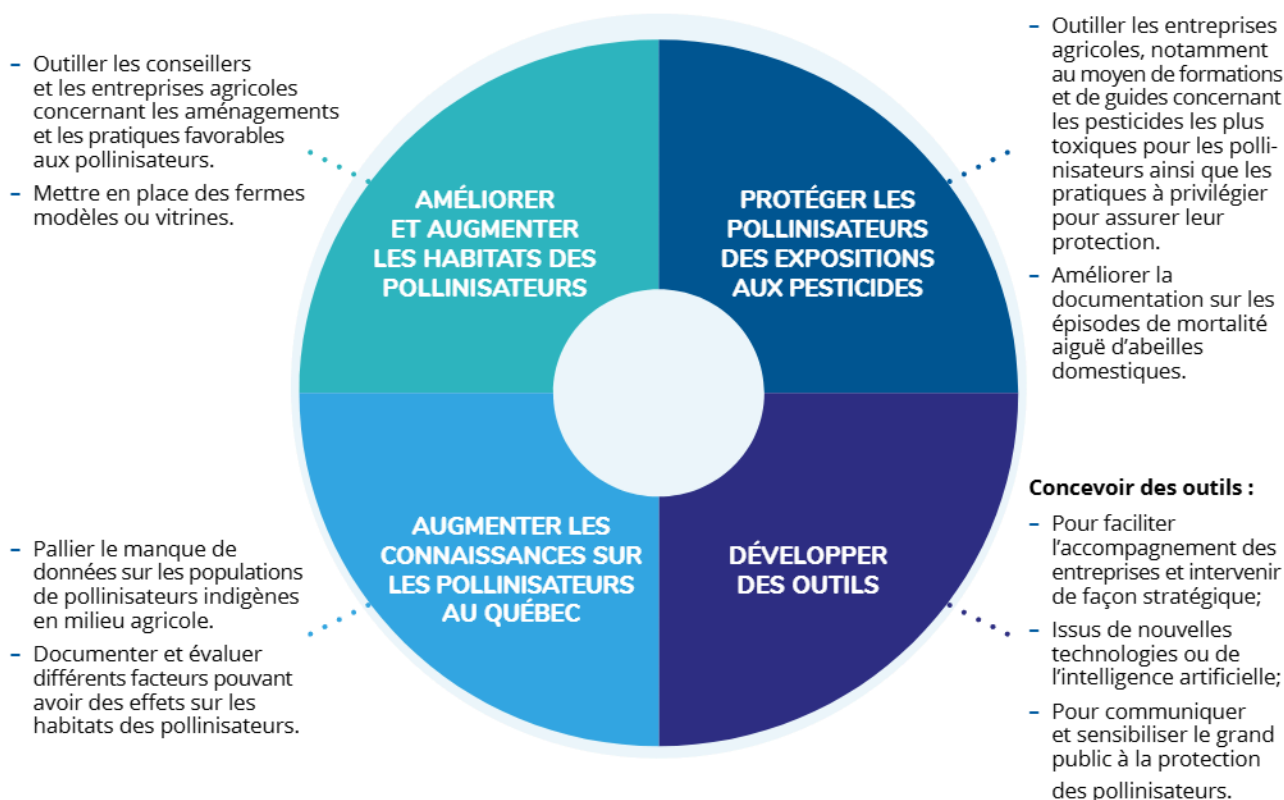 – Outiller les conseillers
et les entreprises agricoles
concernant les aménagements
et les pratiques favorables
aux pollinisateurs.
– Mettre en place des fermes
modèles ou vitrines.
AMÉLIORER
ET AUGMENTER
LES HABITATS DES
POLLINISATEURS
PROTÉGER LES
POLLINISATEURS
DES EXPOSITIONS
AUX PESTICIDES
– Outiller les entreprises
agricoles, notamment
au moyen de formations
et de guides concernant
les pesticides les plus
toxiques pour les polli-
nisateurs ainsi que les
pratiques à privilégier
pour assurer leur
protection.
– Améliorer la
documentation sur les
épisodes de mortalité
aiguë d’abeilles
domestiques.
– Pallier le manque de
données sur les populations
de pollinisateurs indigènes
en milieu agricole.
– Documenter et évaluer
différents facteurs pouvant
avoir des effets sur les
habitats des pollinisateurs.
AUGMENTER LES
CONNAISSANCES SUR
LES POLLINISATEURS
AU QUÉBEC
DÉVELOPPER
DES OUTILS
Concevoir des outils :
– Pour faciliter
l’accompagnement des
entreprises et intervenir
de façon stratégique;
– Issus de nouvelles
technologies ou de
l’intelligence artificielle;
– Pour communiquer
et sensibiliser le grand
public à la protection
des pollinisateurs.